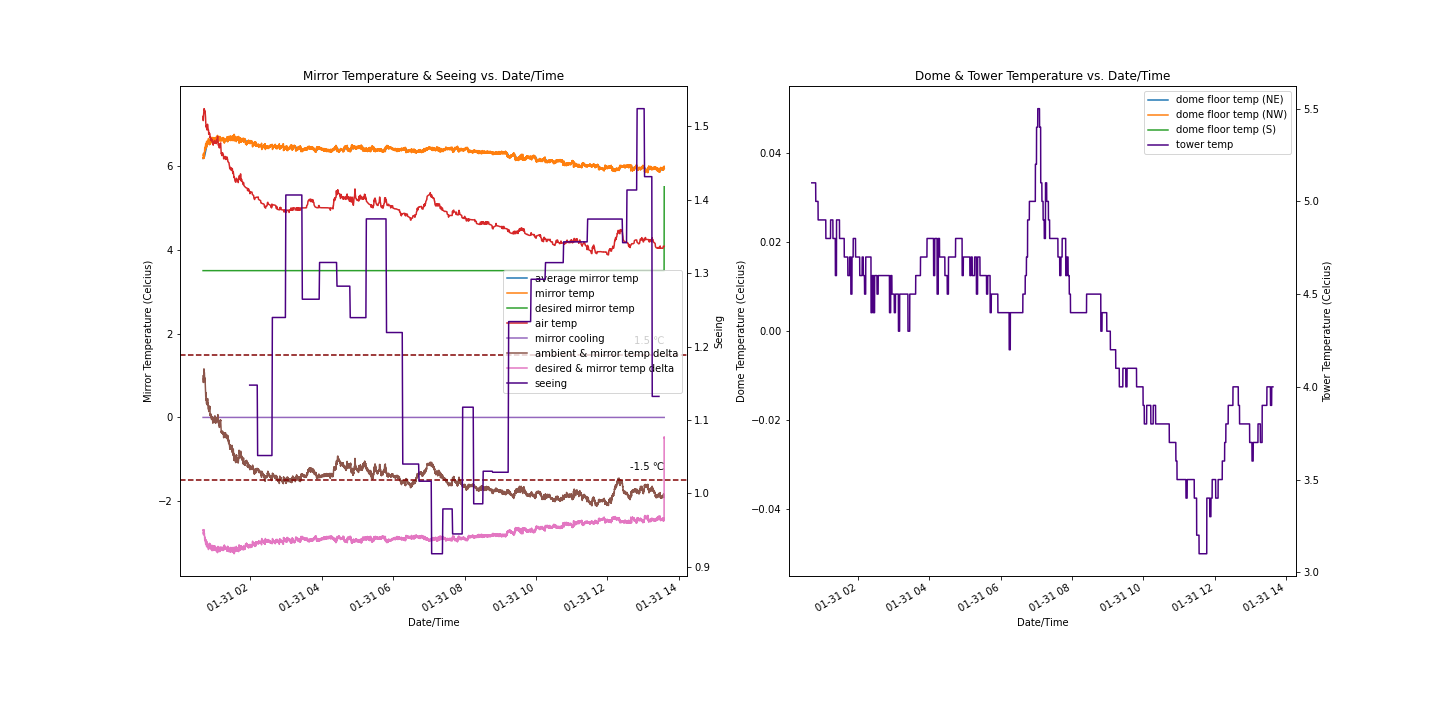 Mirror Temperature & Seeing vs. Date/Time
Mirror Temperature (Celcius)
6
4
2
0
−2
1.5
1.4
1.3
1.2
1.1
1.0
0.9
Seeing
average mirror temp
mirror temp
desired mirror temp
air temp
mirror cooling
ambient & mirror temp delta
desired & mirror temp delta
seeing
1.5 °C
-1.5 °C
01-31 02
01-31 04
01-31 06
01-31 08
01-31 10
01-31 12
01-31 14
Date/Time
Dome & Tower Temperature vs. Date/Time
Dome Temperature (Celcius)
0.04
0.02
0.00
−0.02
−0.04
dome floor temp (NE)
dome floor temp (NW)
dome floor temp (S)
tower temp
5.5
5.0
4.5
4.0
3.5
3.0
Tower Temperature (Celcius)
01-31 02
01-31 04
01-31 06
01-31 08
01-31 10
01-31 12
01-31 14
Date/Time